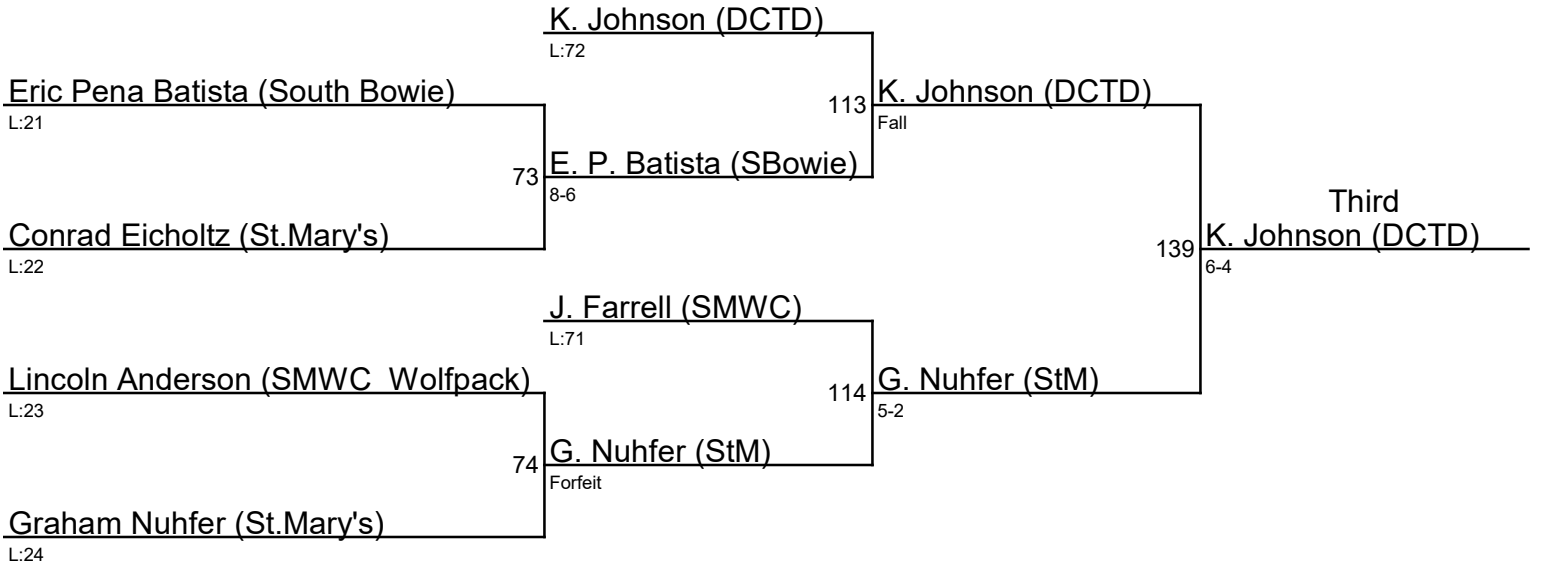 K. Johnson (DCTD)
L:72
Eric Pena Batista (South Bowie)
L:21
113
K. Johnson (DCTD)
Fall
73
E. P. Batista (SBowie)
8-6
Conrad Eicholtz (St.Mary's)
L:22
Third
139
K. Johnson (DCTD)
6-4
J. Farrell (SMWC)
L:71
Lincoln Anderson (SMWC  Wolfpack)
L:23
114
G. Nuhfer (StM)
5-2
74
G. Nuhfer (StM)
Forfeit
Graham Nuhfer (St.Mary's)
L:24